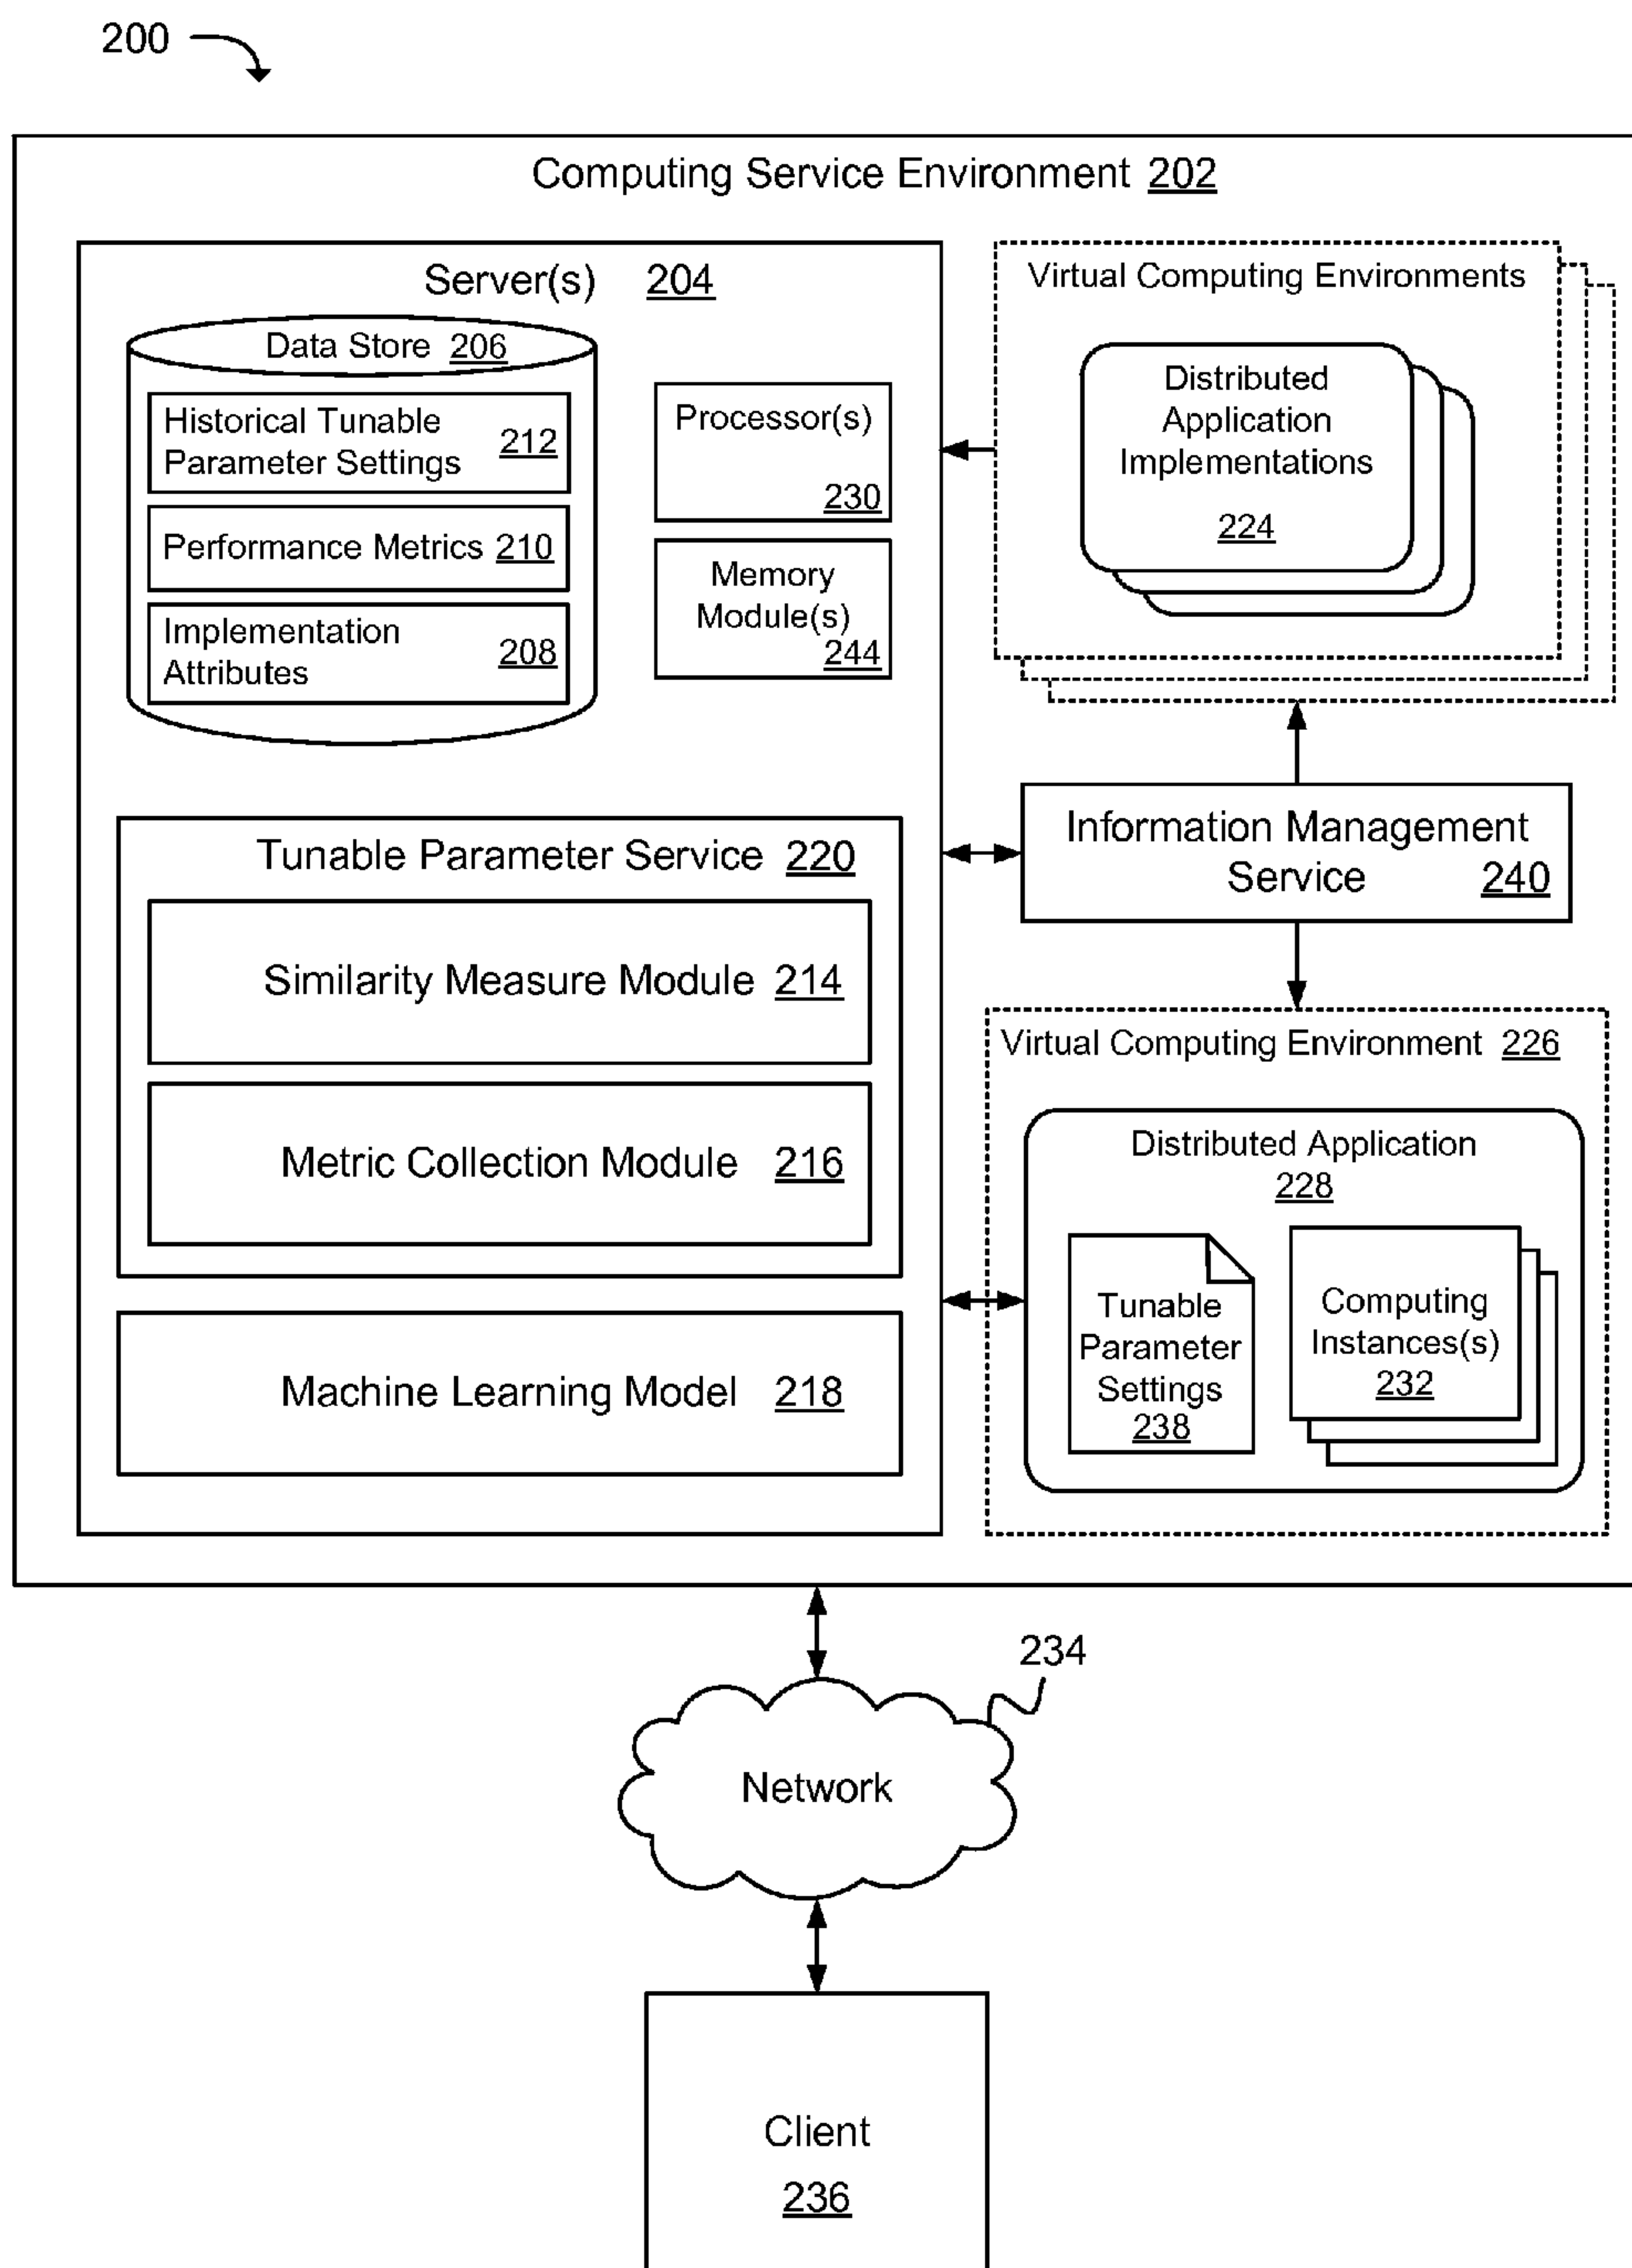 200
Computing Service Environment 202
Server(s) 204
Data Store 206
Historical Tunable
Parameter Settings 212
Performance Metrics 210
Implementation
Attributes 208
Processor(s)
230
Memory
Module(s)
244
Tunable Parameter Service 220
Similarity Measure Module 214
Metric Collection Module 216
Machine Learning Model 218
Virtual Computing Environments
Distributed
Application
Implementations
224
Information Management
Service 240
Virtual Computing Environment 226
Distributed Application
228
Tunable
Parameter
Settings
238
Computing
Instances(s)
232
234
Network
Client
236